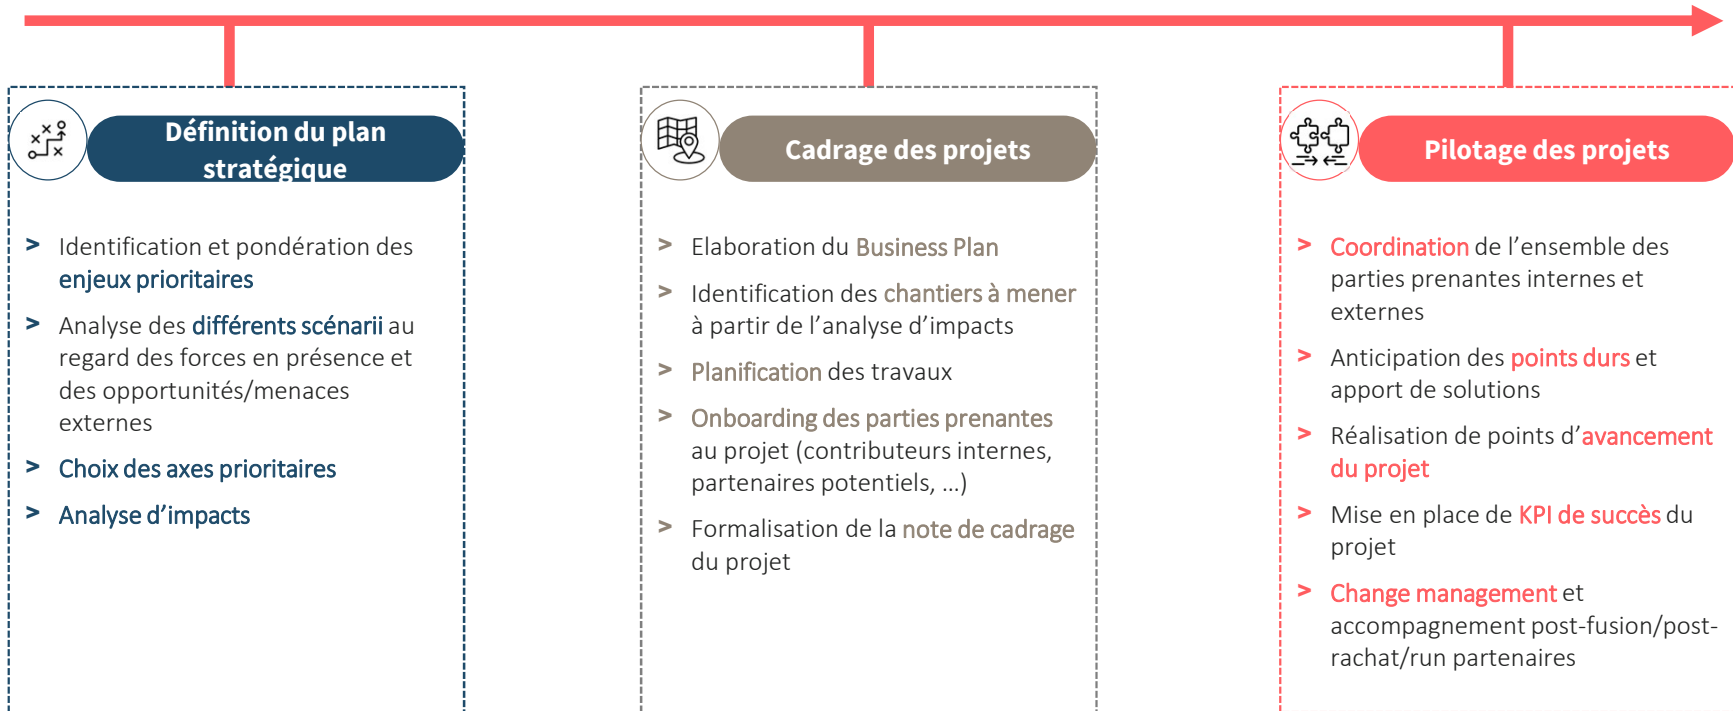 Définition du plan
stratégique
> Identification et pondération des
enjeux prioritaires
> Analyse des différents scénarii au
regard des forces en présence et
des opportunités/menaces
externes
> Choix des axes prioritaires
> Analyse d’impacts
Cadrage des projets
> Elaboration du Business Plan
> Identification des chantiers à mener
à partir de l’analyse d’impacts
> Planification des travaux
> Onboarding des parties prenantes
au projet (contributeurs internes,
partenaires potentiels, ...)
> Formalisation de la note de cadrage
du projet
Pilotage des projets
> Coordination de l’ensemble des
parties prenantes internes et
externes
> Anticipation des points durs et
apport de solutions
> Réalisation de points d’avancement
du projet
> Mise en place de KPI de succès du
projet
> Change management et
accompagnement post-fusion/post-
rachat/run partenaires